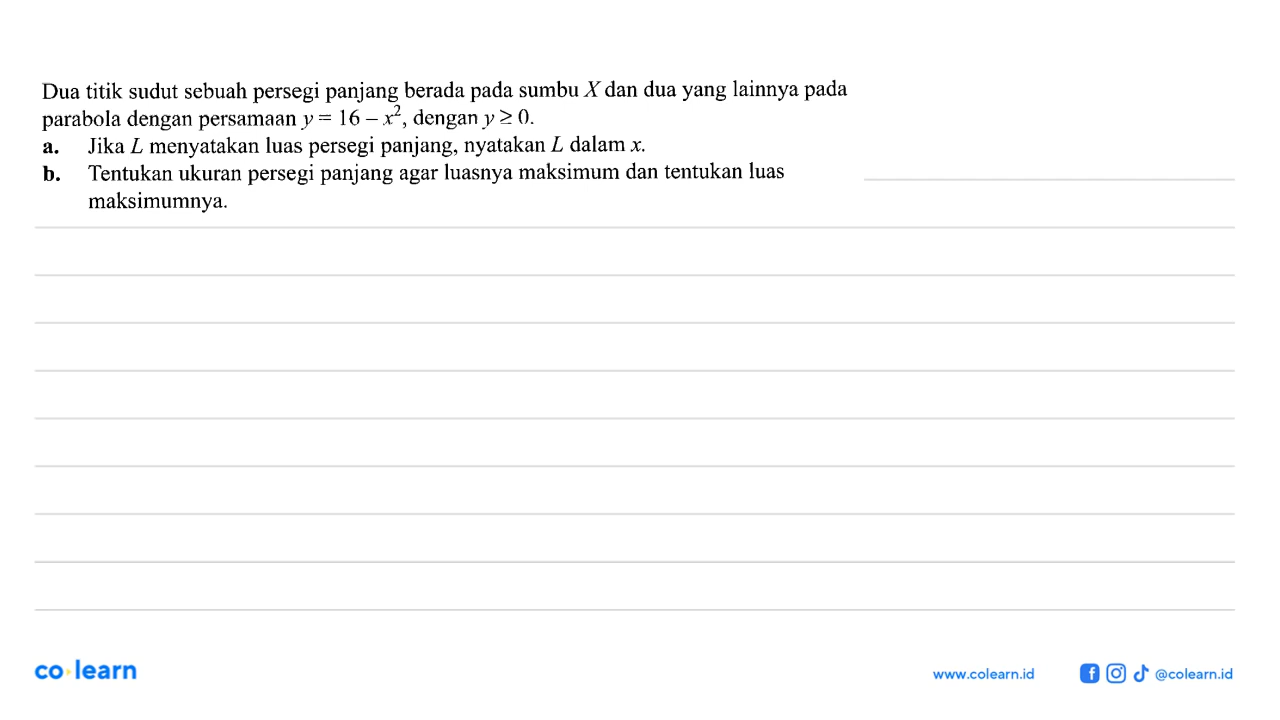 Dua titik sudut sebuah persegi panjang berada pada sumbu X dan dua yang lainnya pada
parabola dengan persamaan y = 16 – x², dengan y ≥ 0.
a. Jika L menyatakan luas persegi panjang, nyatakan L dalam x.
b. Tentukan ukuran persegi panjang agar luasnya maksimum dan tentukan luas
maksimumnya.
co learn
www.colearn.id
@colearn.id